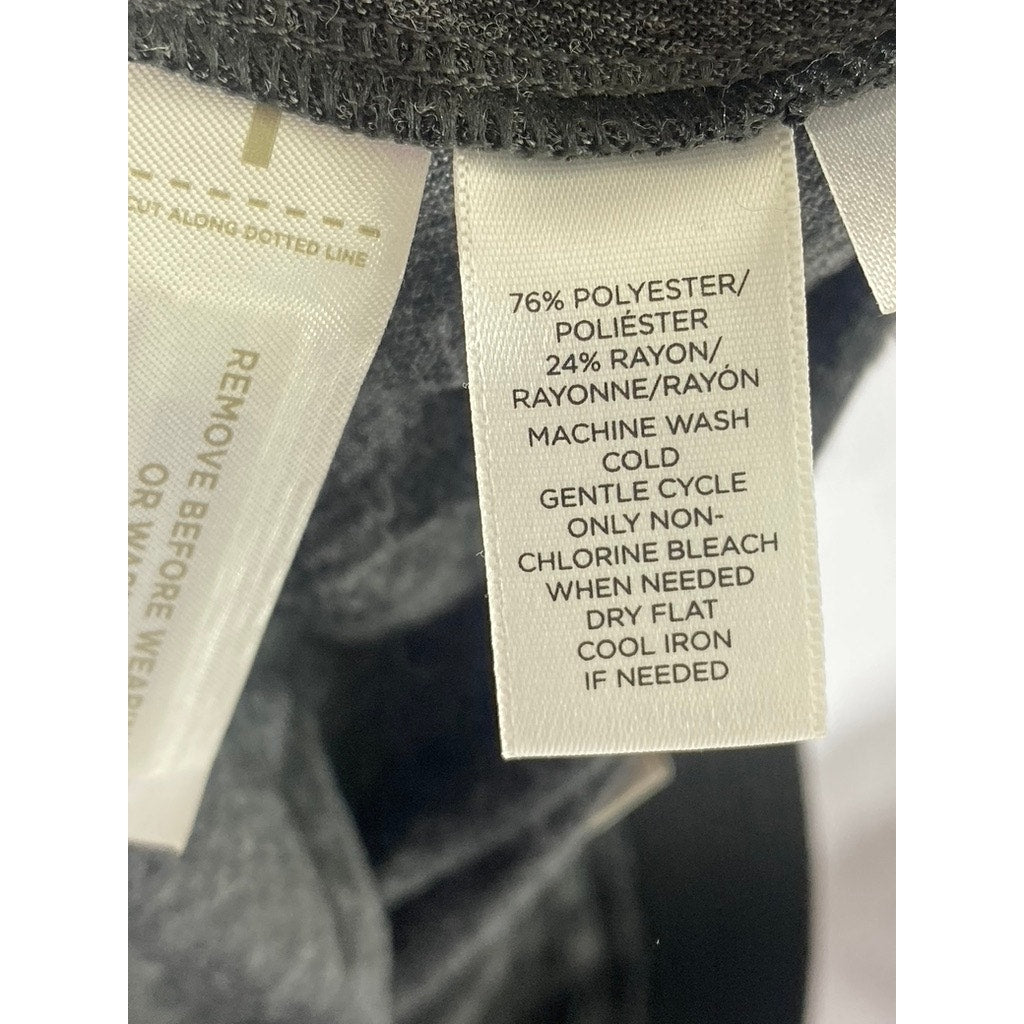 CUT ALONG DOTTED LINE
REMOVE BEFORE
OR
76% POLYESTER/
POLIÉSTER
24% RAYON/
RAYONNE/RAYÓN
MACHINE WASH
COLD
GENTLE CYCLE
ONLY NON-
CHLORINE BLEACH
WHEN NEEDED
DRY FLAT
COOL IRON
IF NEEDED